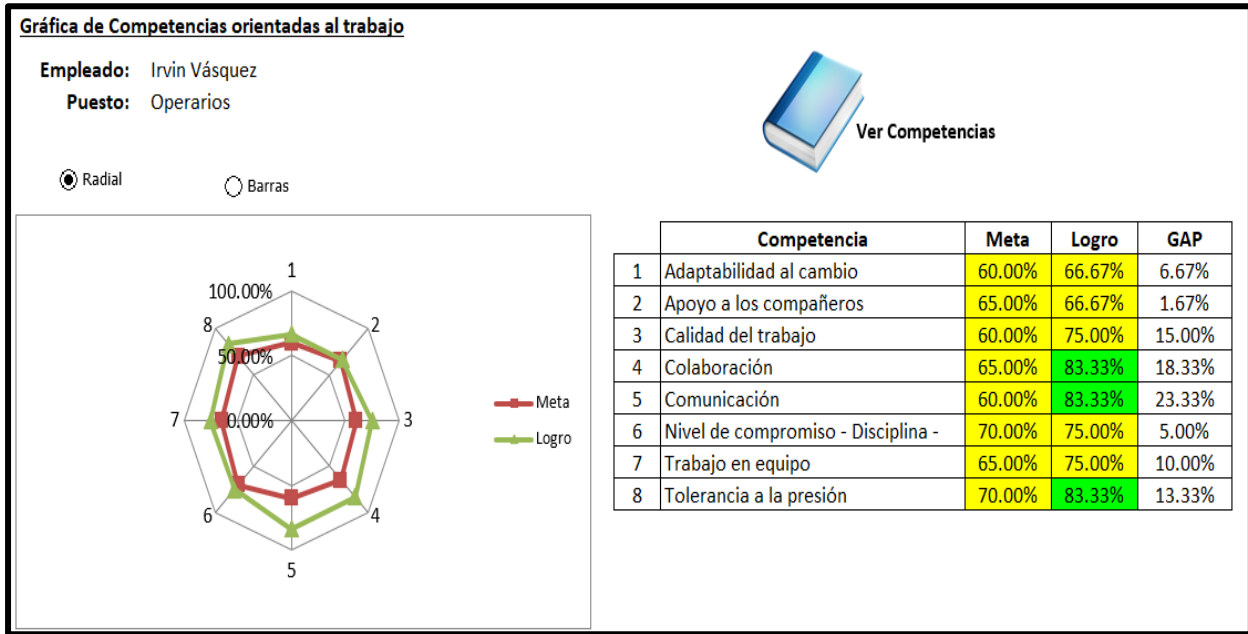 Gráfica de Competencias orientadas al trabajo
Empleado: Irvin Vásquez
Puesto: Operarios
Ver Competencias
Radial Barras
1
100.00%
8 2
50.00%
7 0.00% 3
6 4
5
Meta
Logro
Competencia Meta Logro GAP
1 Adaptabilidad al cambio 60.00% 66.67% 6.67%
2 Apoyo a los compañeros 65.00% 66.67% 1.67%
3 Calidad del trabajo 60.00% 75.00% 15.00%
4 Colaboración 65.00% 83.33% 18.33%
5 Comunicación 60.00% 83.33% 23.33%
6 Nivel de compromiso - Disciplina - 70.00% 75.00% 5.00%
7 Trabajo en equipo 65.00% 75.00% 10.00%
8 Tolerancia a la presión 70.00% 83.33% 13.33%